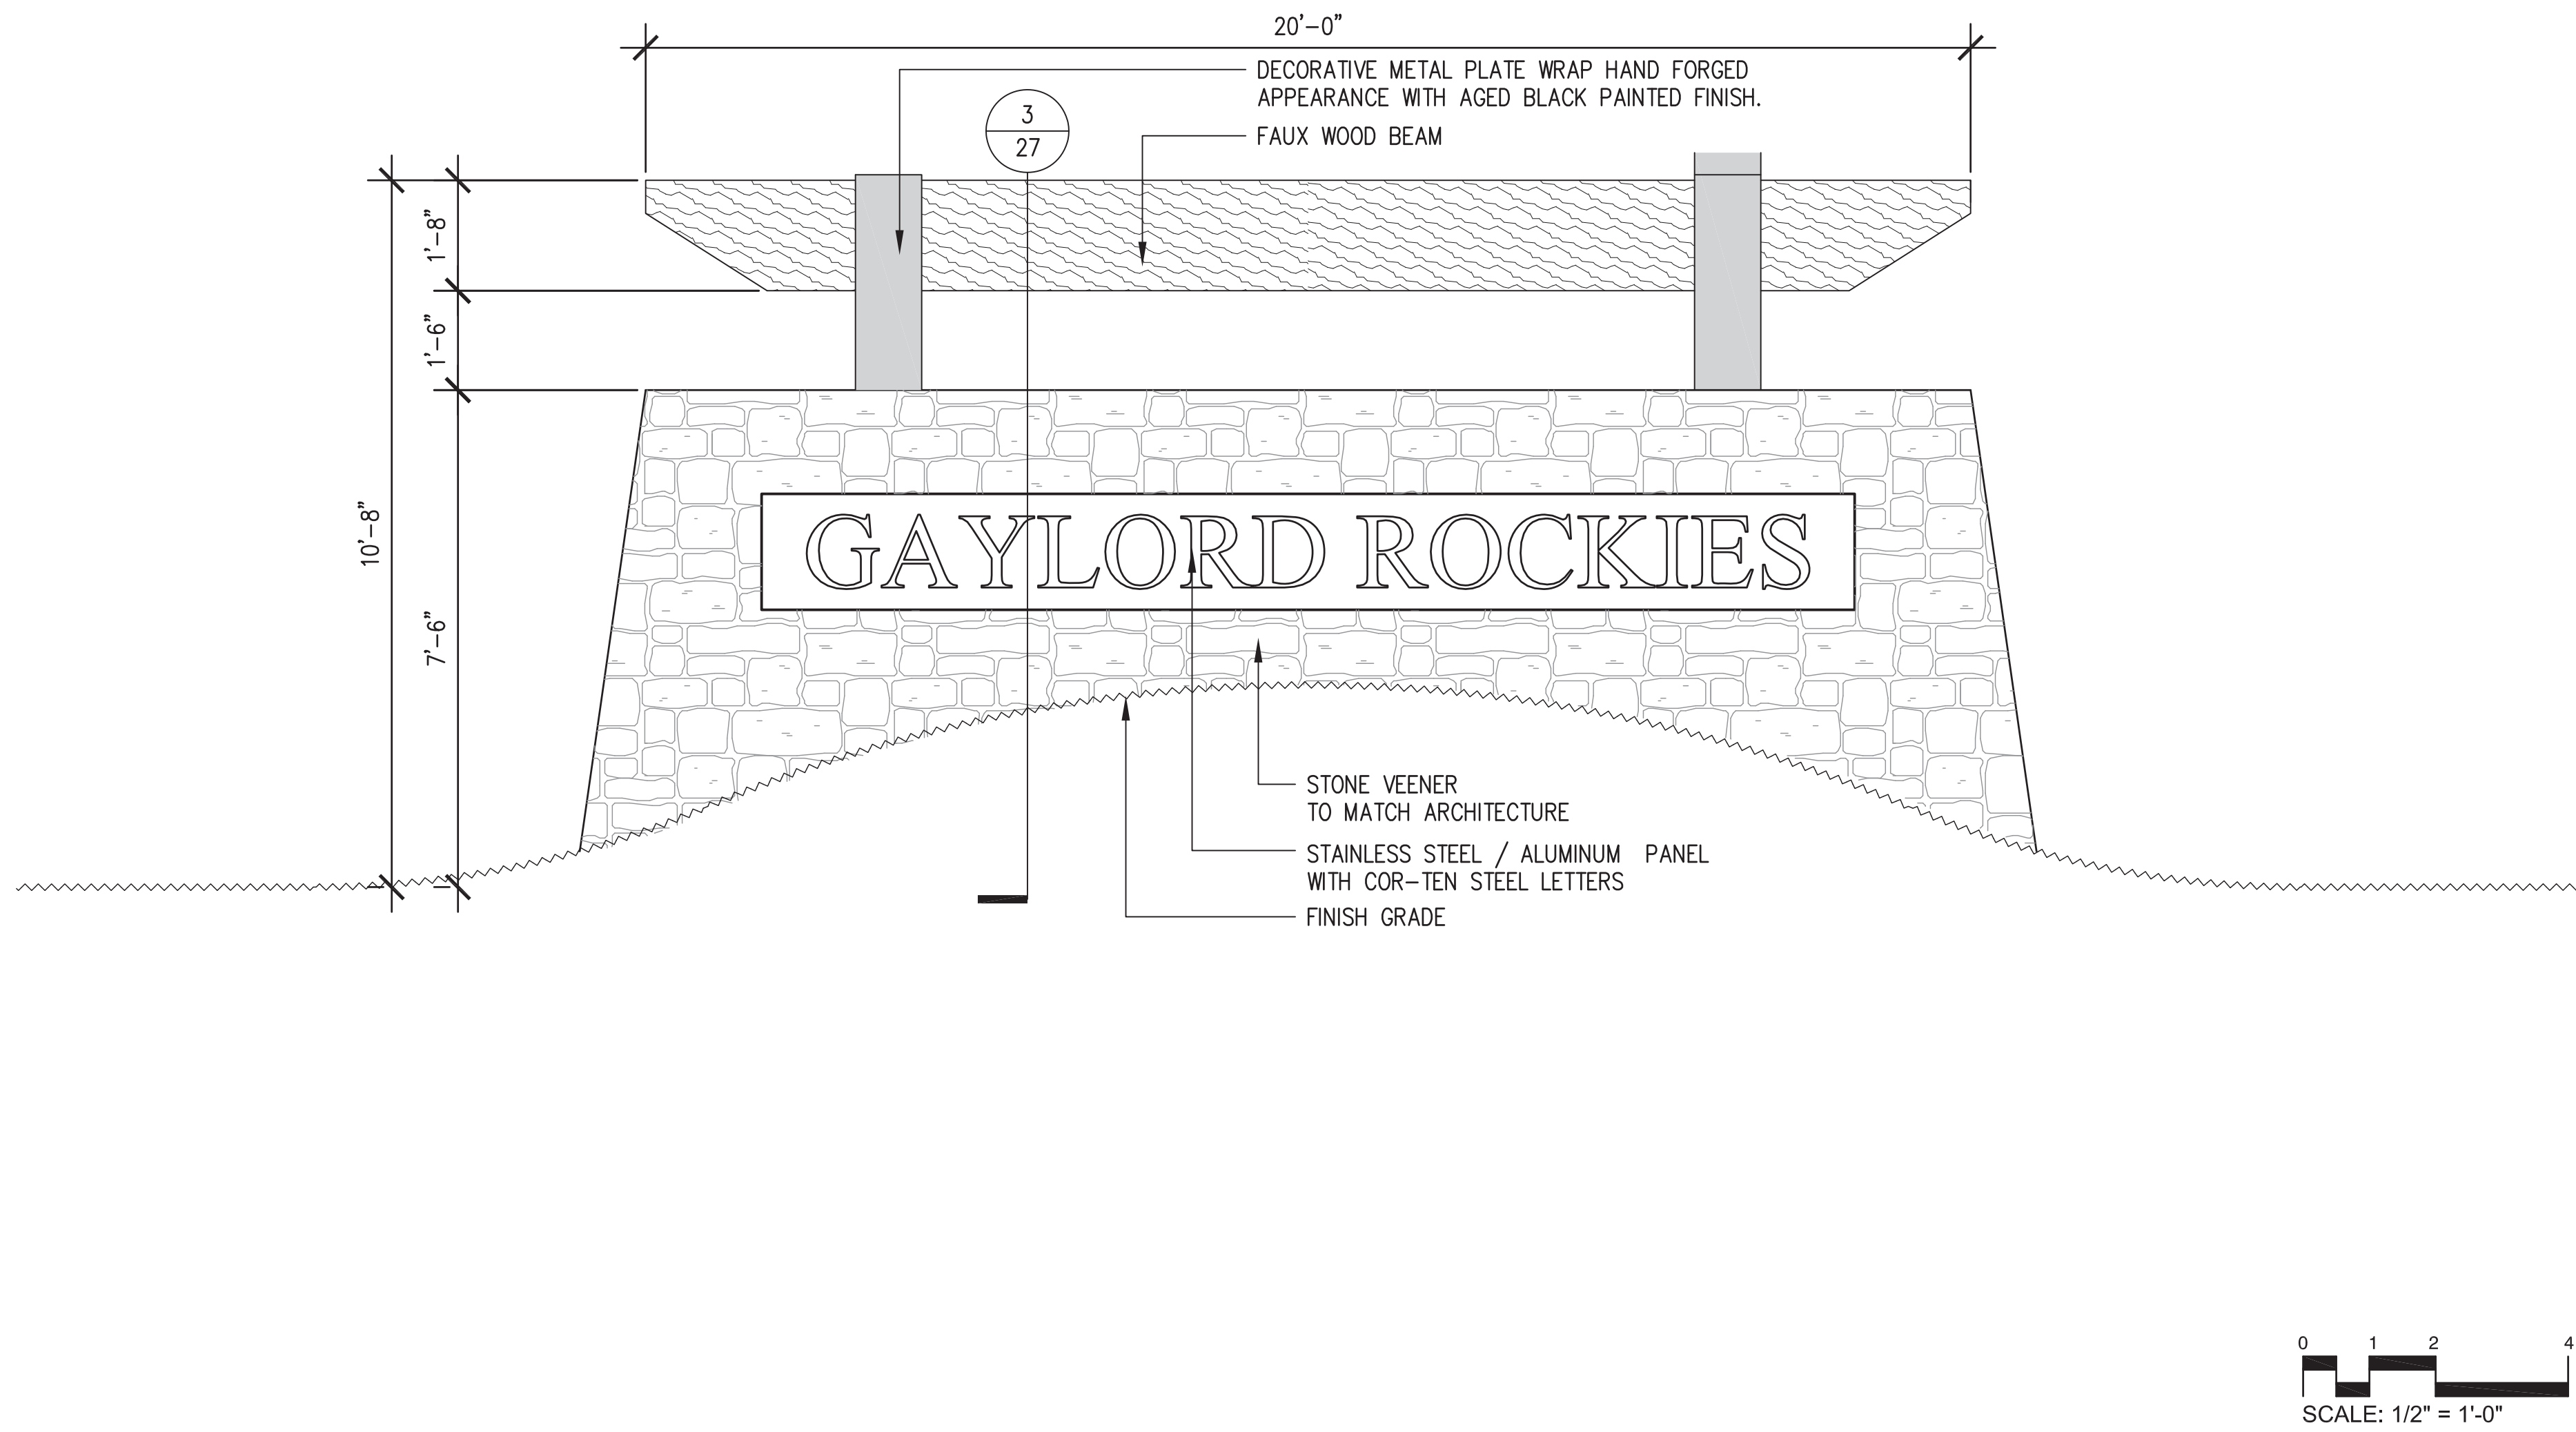 20'-0"
DECORATIVE METAL PLATE WRAP HAND FORGED
APPEARANCE WITH AGED BLACK PAINTED FINISH.
3
27
FAUX WOOD BEAM
1'-8"
1'-6"
10'-8"
7'-6"
GAYLORD ROCKIES
STONE VEENER
TO MATCH ARCHITECTURE
STAINLESS STEEL / ALUMINUM PANEL
WITH COR-TEN STEEL LETTERS
FINISH GRADE
0 1 2 4
SCALE: 1/2" = 1'-0"